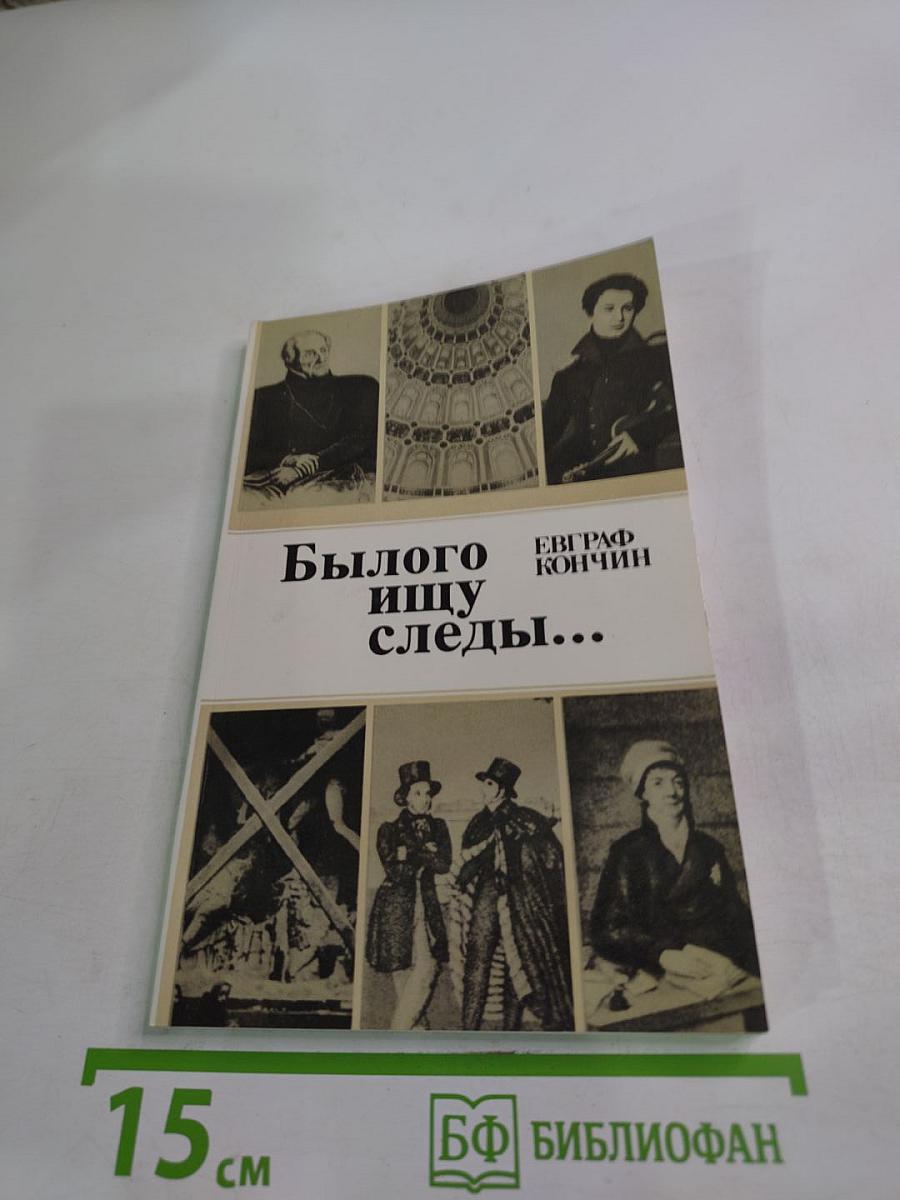 Былого
ищу
следы...
ЕВГРАФ
КОНЧИН
15 см
БФ БИБЛИОФАН